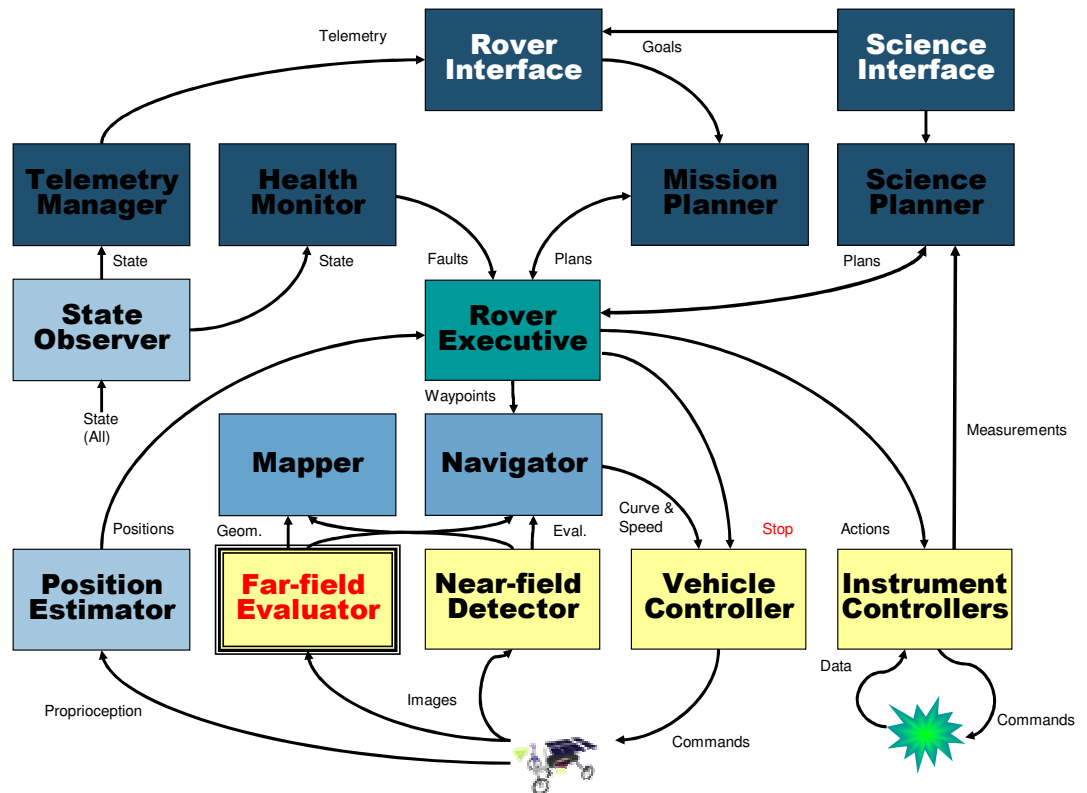 Telemetry
Rover
Interface
Goals
Science
Interface
Telemetry
Manager
Health
Monitor
Mission
Planner
Science
Planner
State
State
Faults
Plans
Plans
State
Observer
Rover
Executive
State
(All)
Waypoints
Measurements
Mapper
Navigator
Positions
Geom.
Eval.
Curve &
Speed
Stop
Actions
Position
Estimator
Far-field
Evaluator
Near-field
Detector
Vehicle
Controller
Instrument
Controllers
Proprioception
Images
Commands
Data
Commands